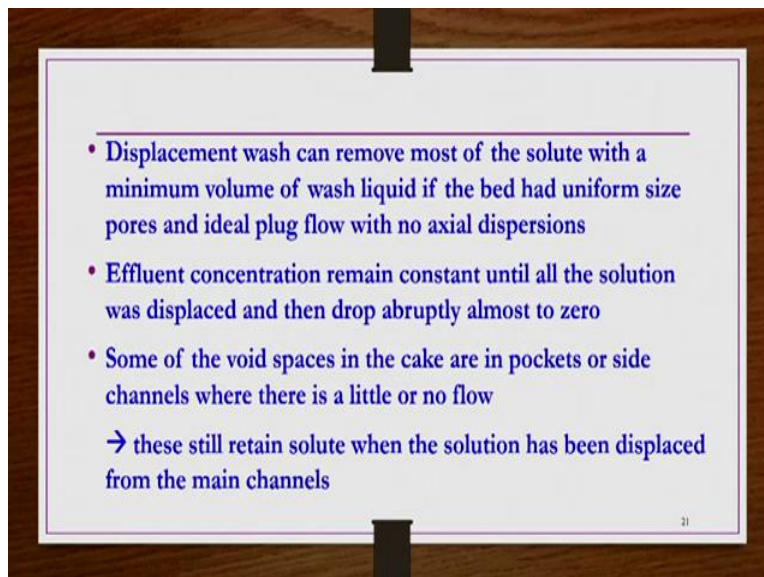 • Displacement wash can remove most of the solute with a
minimum volume of wash liquid if the bed had uniform size
pores and ideal plug flow with no axial dispersions
• Effluent concentration remain constant until all the solution
was displaced and then drop abruptly almost to zero
• Some of the void spaces in the cake are in pockets or side
channels where there is a little or no flow
→ these still retain solute when the solution has been displaced
from the main channels
21